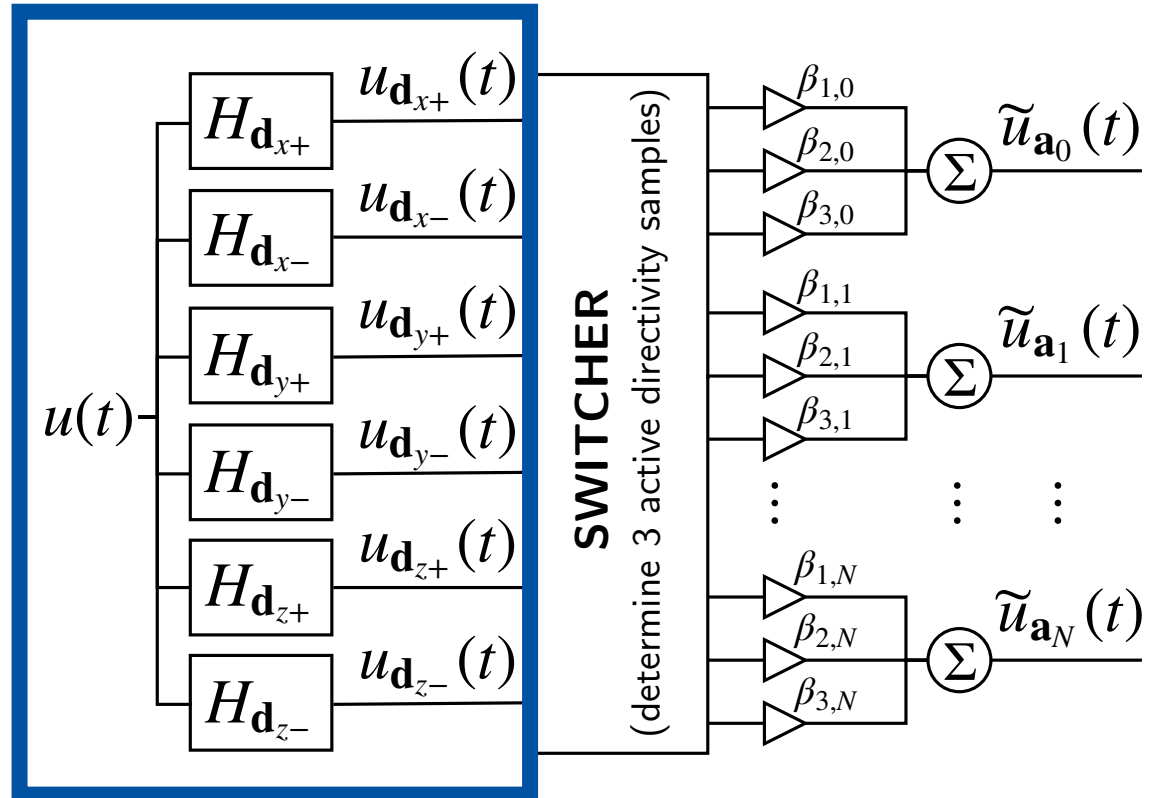 u(t)
H_{𝐝_{x+}} u_{𝐝_{x+}}(t)
H_{𝐝_{x−}} u_{𝐝_{x−}}(t)
H_{𝐝_{y+}} u_{𝐝_{y+}}(t)
H_{𝐝_{y−}} u_{𝐝_{y−}}(t)
H_{𝐝_{z+}} u_{𝐝_{z+}}(t)
H_{𝐝_{z−}} u_{𝐝_{z−}}(t)
SWITCHER
(determine 3 active directivity samples)
β_{1,0}
β_{2,0}
β_{3,0}
Σ
ũ_{𝐚_0}(t)
β_{1,1}
β_{2,1}
β_{3,1}
Σ
ũ_{𝐚_1}(t)
⋮ ⋮ ⋮
β_{1,N}
β_{2,N}
β_{3,N}
Σ
ũ_{𝐚_N}(t)